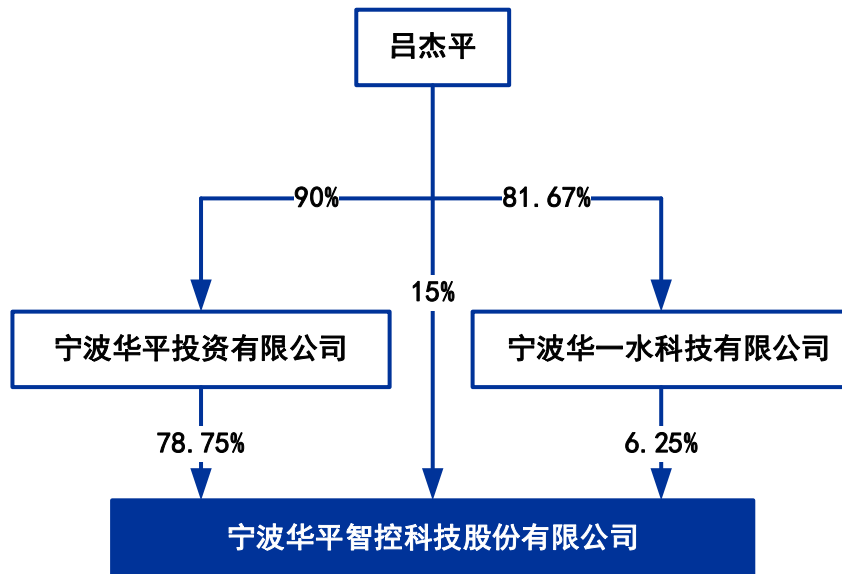 吕杰平
90%
81.67%
15%
宁波华平投资有限公司
宁波华一水科技有限公司
78.75%
6.25%
宁波华平智控科技股份有限公司